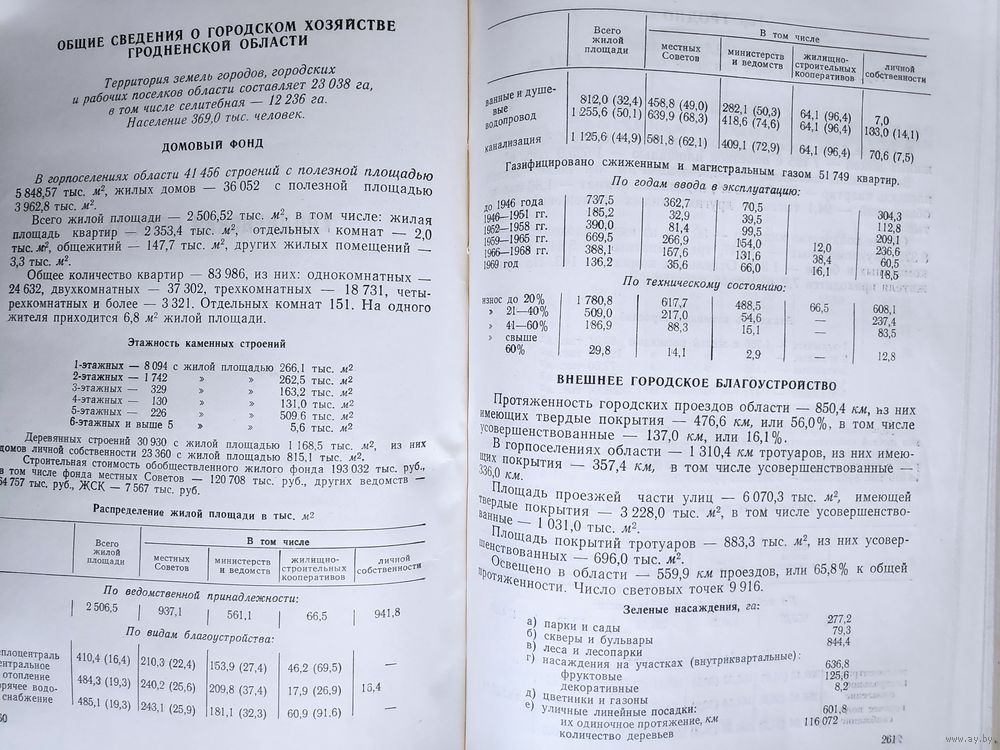 ОБЩИЕ СВЕДЕНИЯ О ГОРОДСКОМ ХОЗЯЙСТВЕ
ГРОДНЕНСКОЙ ОБЛАСТИ
Территория земель городов, городских
и рабочих поселков области составляет 23 038 га,
в том числе селитебная — 12 236 га.
Население 369,0 тыс. человек.
ДОМОВЫЙ ФОНД
В горпоселениях области 41 456 строений с полезной площадью
5 848,57 тыс. м², жилых домов — 36 052 с полезной площадью
3 962,8 тыс. м².
Всего жилой площади — 2 506,52 тыс. м², в том числе: жилая
площадь квартир — 2 353,4 тыс. м², отдельных комнат — 2,0
тыс. м², общежитий — 147,7 тыс. м², других жилых помещений —
3,3 тыс. м².
Общее количество квартир — 83 986, из них: однокомнатных —
24 632, двухкомнатных — 37 302, трехкомнатных — 18 731, четы-
рехкомнатных и более — 3 321. Отдельных комнат 151. На одного
жителя приходится 6,8 м² жилой площади.
Этажность каменных строений
1-этажных — 8 094 с жилой площадью 266,1 тыс. м2
2-этажных — 1 742 » » 262,5 тыс. м2
3-этажных — 329 » » 163,2 тыс. м2
4-этажных — 130 » » 131,0 тыс. м2
5-этажных — 226 » » 509.6 тыс. м2
6-этажных и выше 5 » » 5,6 тыс. м2
Деревянных строений 30 930 с жилой площадью 1 168,5 тыс. м², из них
домов личной собственности 23 360 с жилой площадью 815,1 тыс. м².
Строительная стоимость обобществленного жилого фонда 193 032 тыс. руб.,
в том числе фонда местных Советов — 120 708 тыс. руб., других ведомств —
64 757 тыс. руб., ЖСК — 7 567 тыс. руб.
Распределение жилой площади в тыс. м2
Всего жилой площади
В том числе
местных Советов
министерств и ведомств
жилищно-строительных кооперативов
личной собственности
По ведомственной принадлежности:
2 506,5 937,1 561,1 66,5 941,8
По видам благоустройства:
еплоцентраль 410,4 (16,4) 210,3 (22,4) 153,9 (27,4) 46,2 (69,5) —
ентральное
отопление 484,3 (19,3) 240,2 (25,6) 209,8 (37,4) 17,9 (26,9) 16,4
орячее водо-
снабжение 485,1 (19,3) 243,1 (25,9) 181,1 (32,3) 60,9 (91,6) —
60
Всего жилой площади
В том числе
местных Советов
министерств и ведомств
жилищно-строительных кооперативов
личной собственности
ванные и душе-
вые 812,0 (32,4) 458,8 (49,0) 282,1 (50,3) 64,1 (96,4) 7,0
водопровод 1 255,6 (50,1) 639,9 (68,3) 418,6 (74,6) 64,1 (96,4) 133,0 (14,1)
канализация 1 125,6 (44,9) 581,8 (62,1) 409,1 (72,9) 64,1 (96,4) 70,6 (7,5)
Газифицировано сжиженным и магистральным газом 51 749 квартир.
По годам ввода в эксплуатацию:
до 1946 года 737,5 362,7 70,5 304,3
1946—1951 гг. 185,2 32,9 39,5 112,8
1952—1958 гг. 390,0 81,4 99,5 209,1
1959—1965 гг. 669,5 266,9 154,0 12,0 236,6
1966—1968 гг. 388,1 157,6 131,6 38,4 60,5
1969 год 136,2 35,6 66,0 16,1 18,5
По техническому состоянию:
износ до 20% 1 780,8 617,7 488,5 66,5 608,1
» 21—40% 509,0 217,0 54,6 — 237,4
» 41—60% 186,9 88,3 15,1 — 83,5
» свыше
60% 29,8 14,1 2,9 — 12,8
ВНЕШНЕЕ ГОРОДСКОЕ БЛАГОУСТРОЙСТВО
Протяженность городских проездов области — 850,4 км, из них
имеющих твердые покрытия — 476,6 км, или 56,0%, в том числе
усовершенствованные — 137,0 км, или 16,1%.
В горпоселениях области — 1 310,4 км тротуаров, из них имею-
щих покрытия — 357,4 км, в том числе усовершенствованные —
336,0 км.
Площадь проезжей части улиц — 6 070,3 тыс. м², имеющей
твердые покрытия — 3 228,0 тыс. м², в том числе усовершенство-
ванные — 1 031,0 тыс. м².
Площадь покрытий тротуаров — 883,3 тыс. м², из них усовер-
шенствованных — 696,0 тыс. м².
Освещено в области — 559,9 км проездов, или 65,8% к общей
протяженности. Число световых точек 9 916.
Зеленые насаждения, га:
а) парки и сады 277,2
б) скверы и бульвары 79,3
в) леса и лесопарки 844,4
г) насаждения на участках (внутриквартальные):
фруктовые 636,8
декоративные 125,6
д) цветники и газоны 8,2
е) уличные линейные посадки:
их одиночное протяжение, км 601,8
количество деревьев 116 072
261
www.ay.by